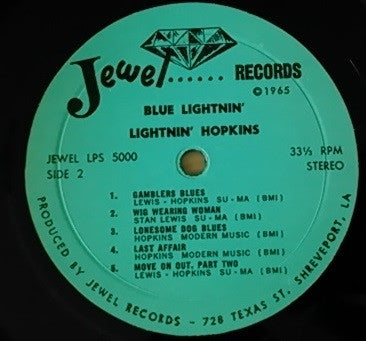 Jewel...... RECORDS
©1965
BLUE LIGHTNIN'
LIGHTNIN' HOPKINS
JEWEL LPS 5000 33⅓ RPM
SIDE 2 STEREO
1. GAMBLERS BLUES
LEWIS - HOPKINS SU-MA (BMI)
2. WIG WEARING WOMAN
STAN LEWIS SU-MA (BMI)
3. LONESOME DOG BLUES
HOPKINS MODERN MUSIC (BMI)
4. LAST AFFAIR
HOPKINS MODERN MUSIC (BMI)
5. MOVE ON OUT, PART TWO
LEWIS - HOPKINS SU-MA (BMI)
PRODUCED BY JEWEL RECORDS - 728 TEXAS ST. SHREVEPORT, LA